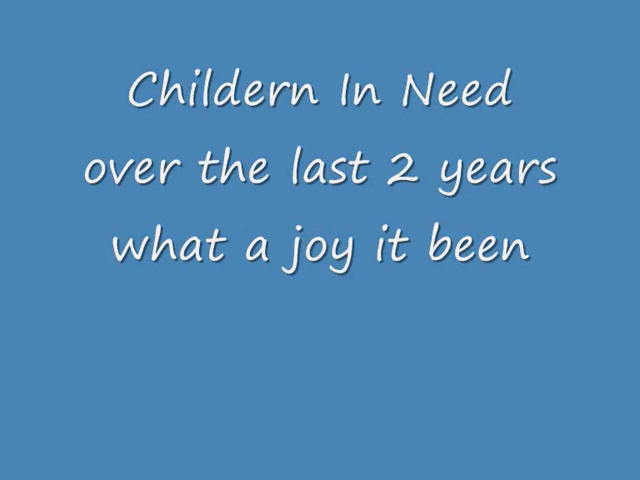 Childern In Need
over the last 2 years
what a joy it been